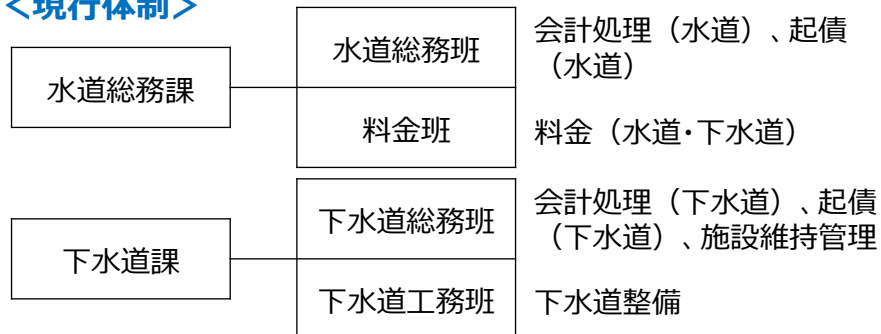 <現行体制>
水道総務課
水道総務班
会計処理（水道）、起債
（水道）
料金班
料金（水道・下水道）
下水道課
下水道総務班
会計処理（下水道）、起債
（下水道）、施設維持管理
下水道工務班
下水道整備